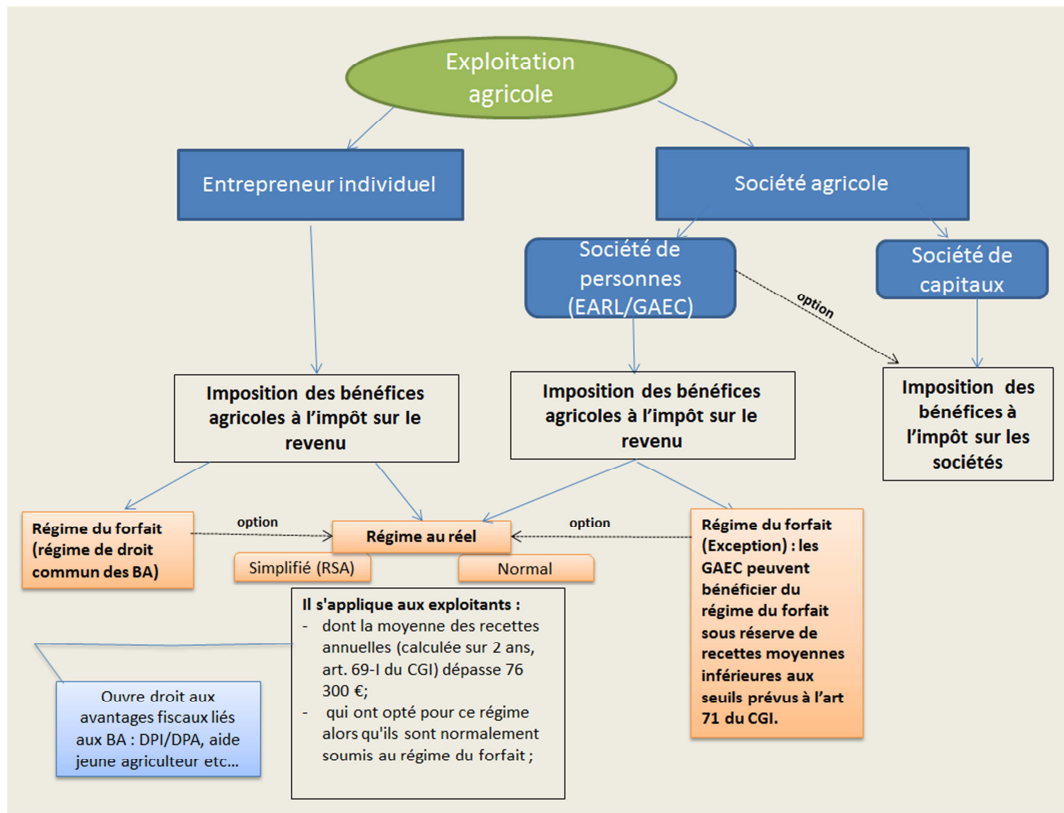 Exploitation
agricole
Entrepreneur individuel
Société agricole
Société de
personnes
(EARL/GAEC)
Société de
capitaux
option
Imposition des bénéfices
agricoles à l'impôt sur le
revenu
Imposition des bénéfices
agricoles à l'impôt sur le
revenu
Imposition des
bénéfices à
l'impôt sur les
sociétés
Régime du forfait
(régime de droit
commun des BA)
option
Régime au réel
option
Simplifié (RSA)
Normal
Régime du forfait
(Exception) : les
GAEC peuvent
bénéficier du
régime du forfait
sous réserve de
recettes moyennes
inférieures aux
seuils prévus à l'art
71 du CGI.
Il s'applique aux exploitants :
- dont la moyenne des recettes
annuelles (calculée sur 2 ans,
art. 69-I du CGI) dépasse 76
300 €;
- qui ont opté pour ce régime
alors qu'ils sont normalement
soumis au régime du forfait ;
Ouvre droit aux
avantages fiscaux liés
aux BA : DPI/DPA, aide
jeune agriculteur etc...